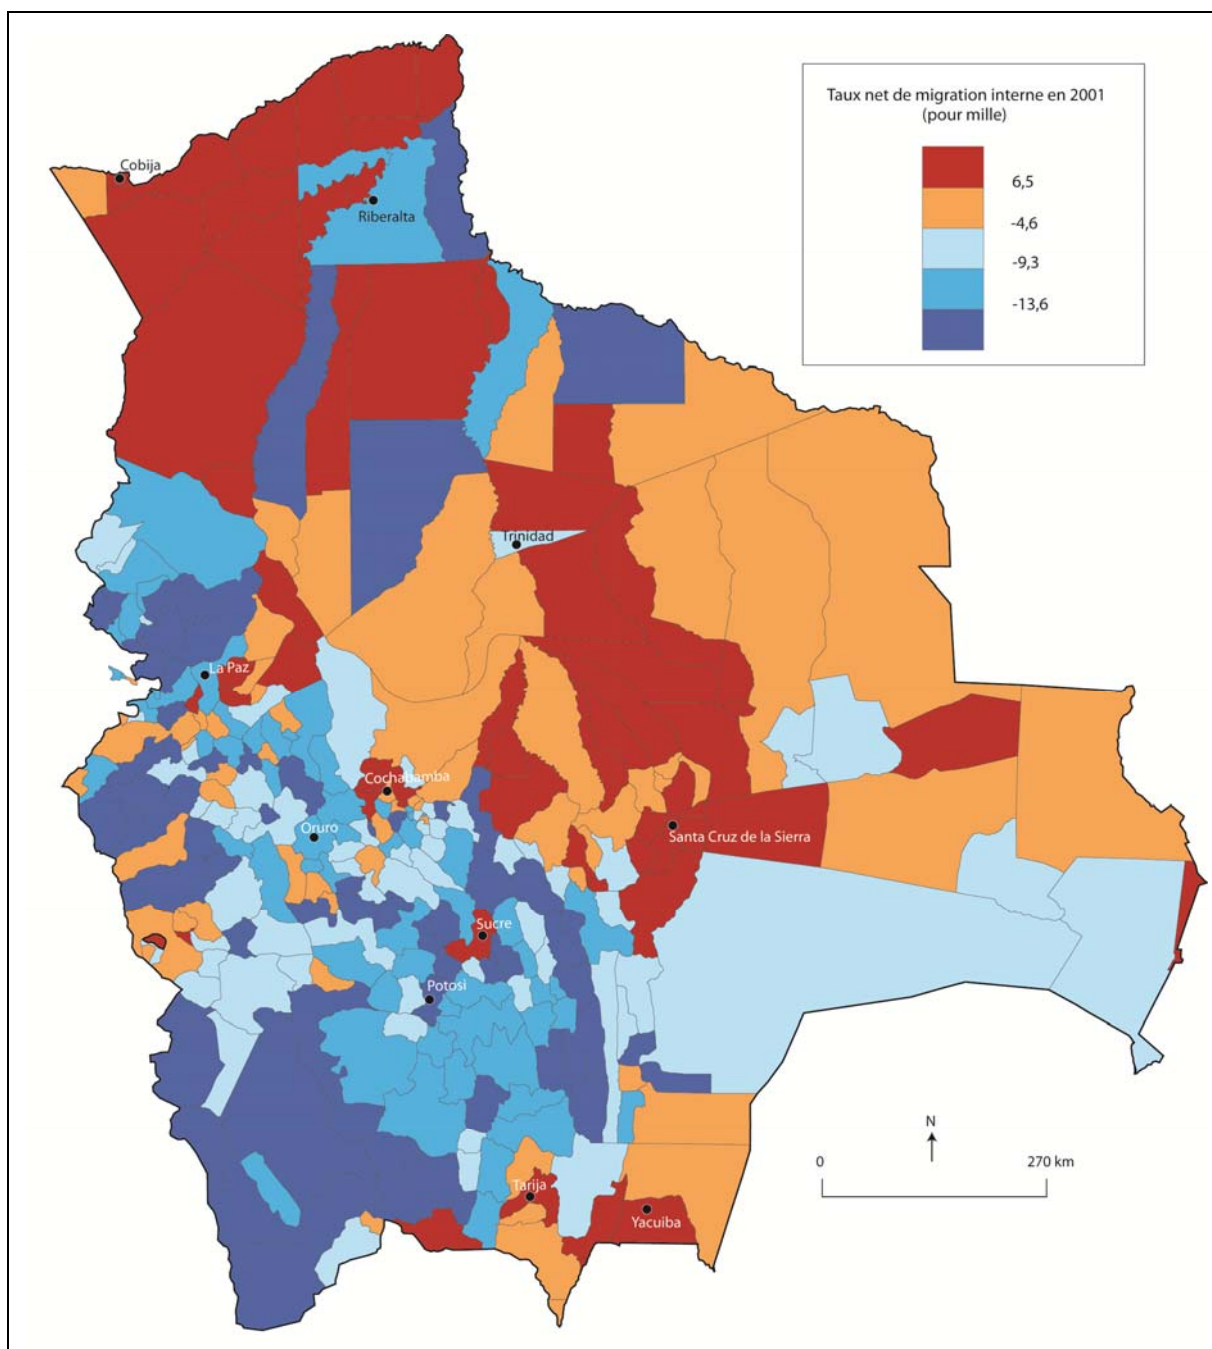 Taux net de migration interne en 2001
(pour mille)
6,5
-4,6
-9,3
-13,6
Cobija
Riberalta
Trinidad
La Paz
Cochabamba
Oruro
Santa Cruz de la Sierra
Sucre
Potosi
Tarija
Yacuiba
N
0 270 km